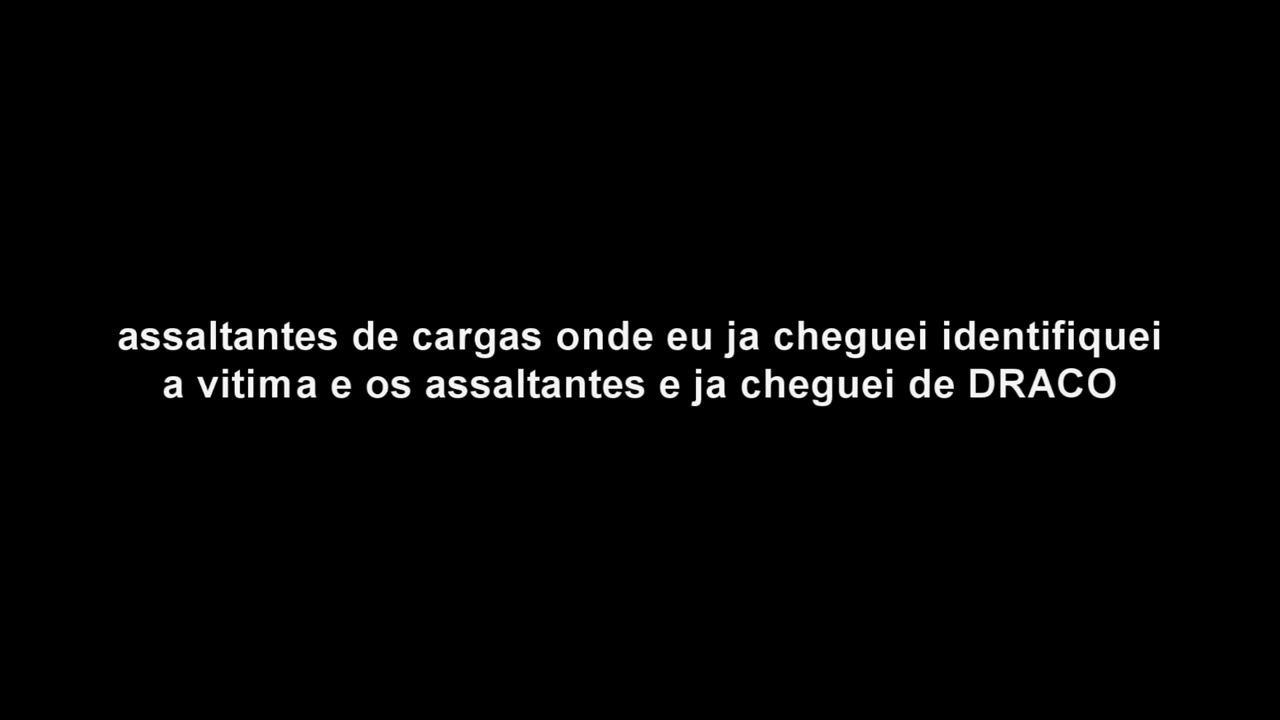 assaltantes de cargas onde eu ja cheguei identifiquei
a vitima e os assaltantes e ja cheguei de DRACO